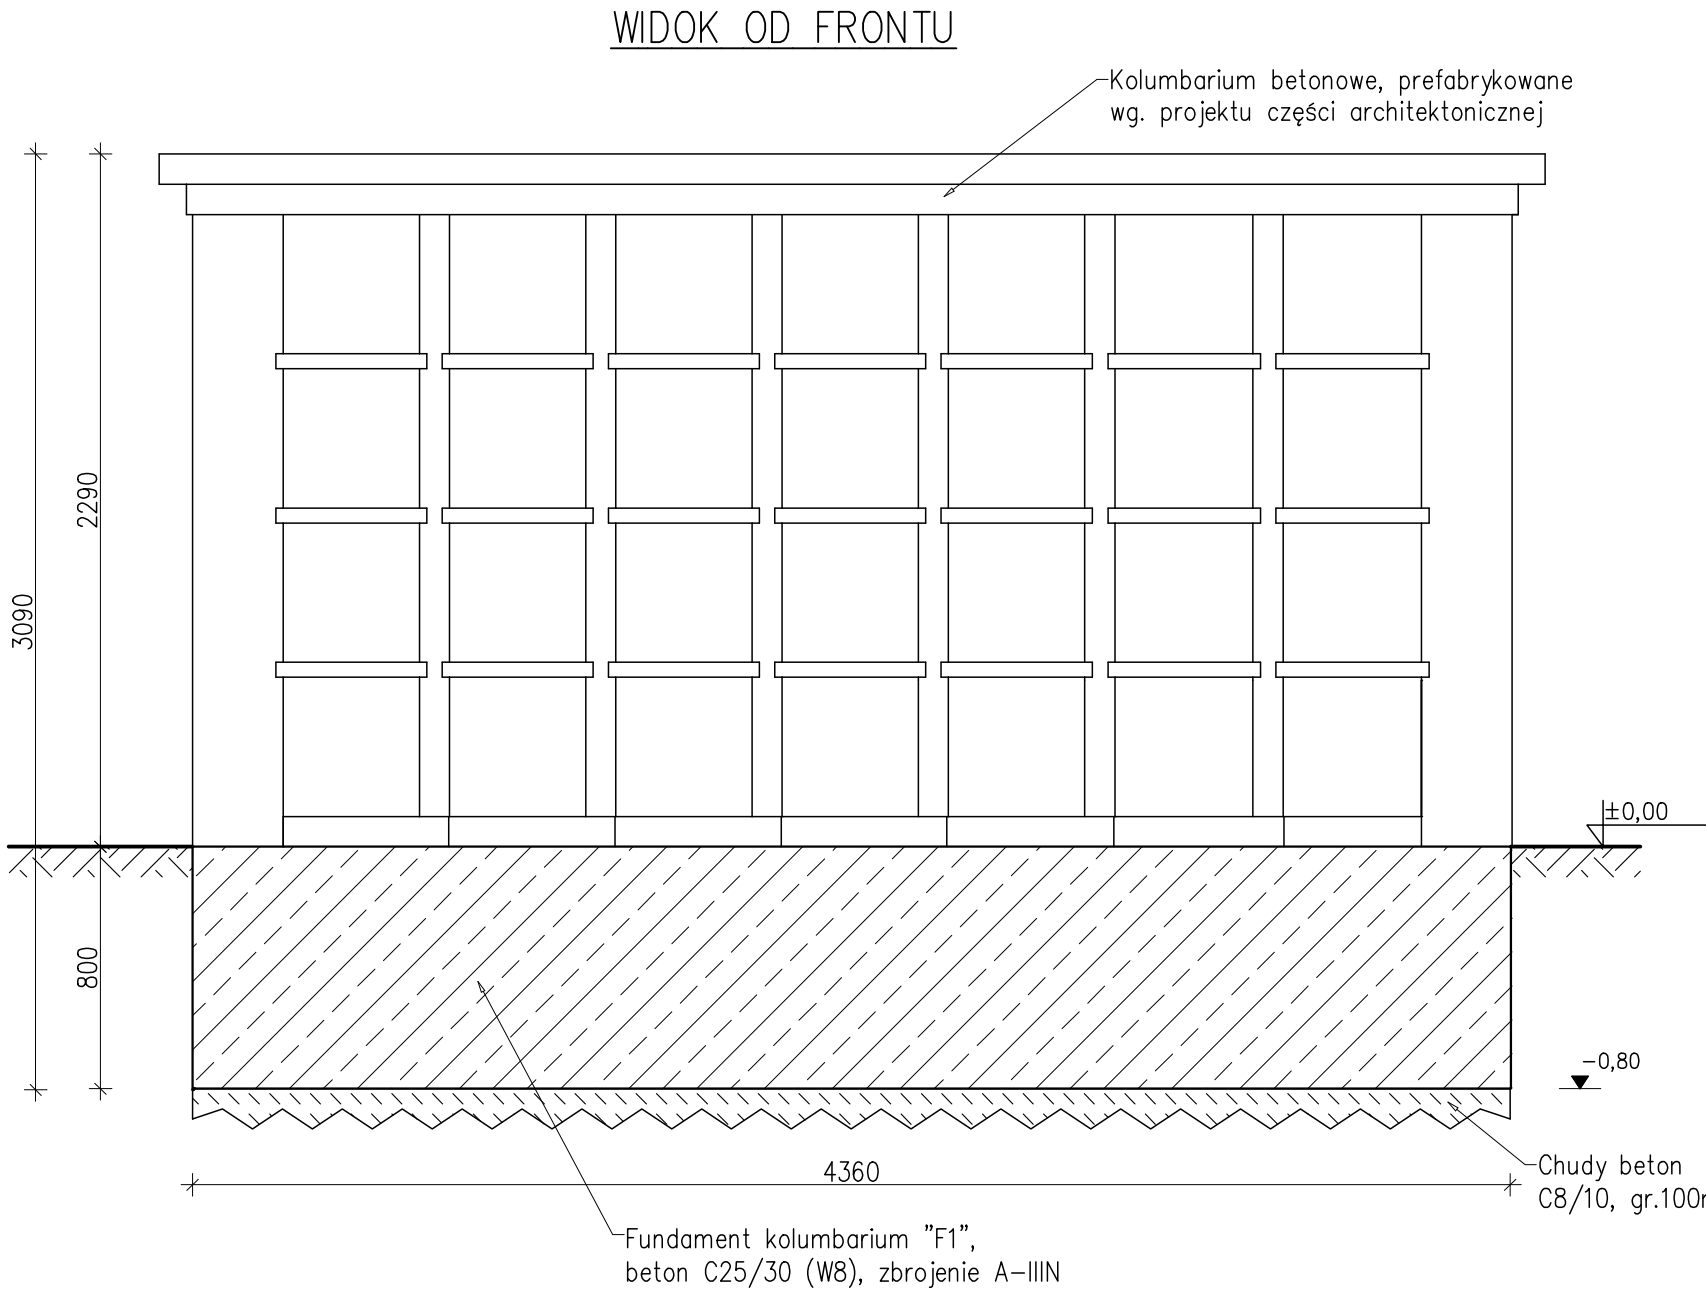 WIDOK OD FRONTU
Kolumbarium betonowe, prefabrykowane
wg. projektu części architektonicznej
2290
3090
±0,00
800
-0,80
4360
Chudy beton
C8/10, gr.100
Fundament kolumbarium "F1",
beton C25/30 (W8), zbrojenie A-IIIN